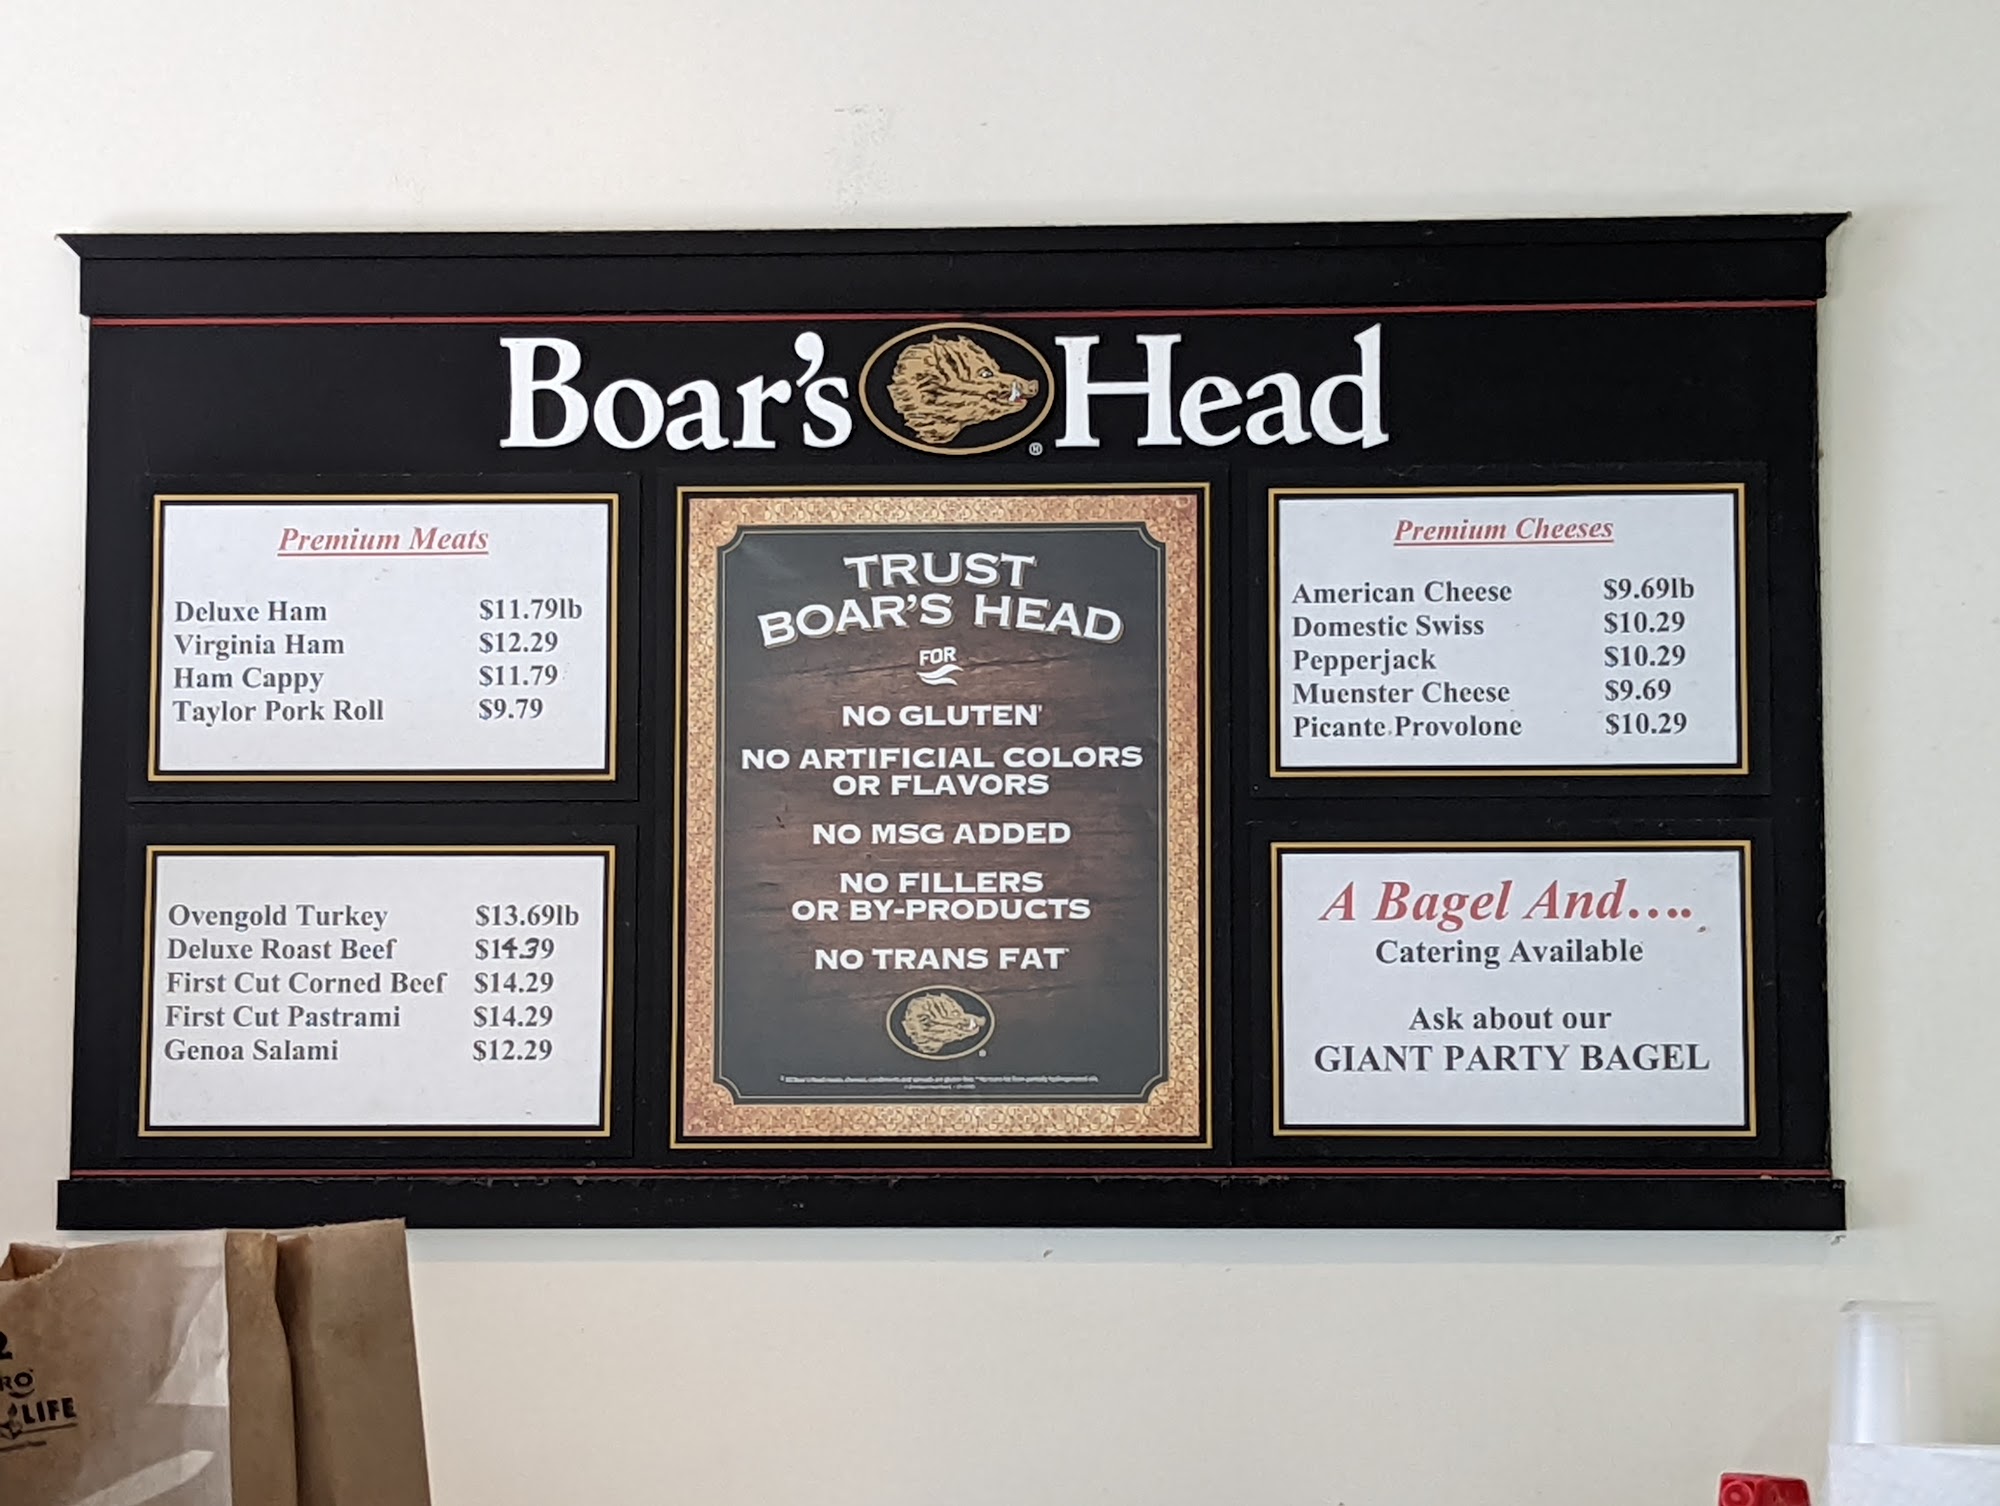 Boar's Head
Premium Meats
Deluxe Ham $11.79lb
Virginia Ham $12.29
Ham Cappy $11.79
Taylor Pork Roll $9.79
Ovengold Turkey $13.69lb
Deluxe Roast Beef $14.39
First Cut Corned Beef $14.29
First Cut Pastrami $14.29
Genoa Salami $12.29
TRUST
BOAR'S HEAD
FOR
NO GLUTEN
NO ARTIFICIAL COLORS
OR FLAVORS
NO MSG ADDED
NO FILLERS
OR BY-PRODUCTS
NO TRANS FAT
Premium Cheeses
American Cheese $9.69lb
Domestic Swiss $10.29
Pepperjack $10.29
Muenster Cheese $9.69
Picante Provolone $10.29
A Bagel And….
Catering Available
Ask about our
GIANT PARTY BAGEL
2
RO
LIFE